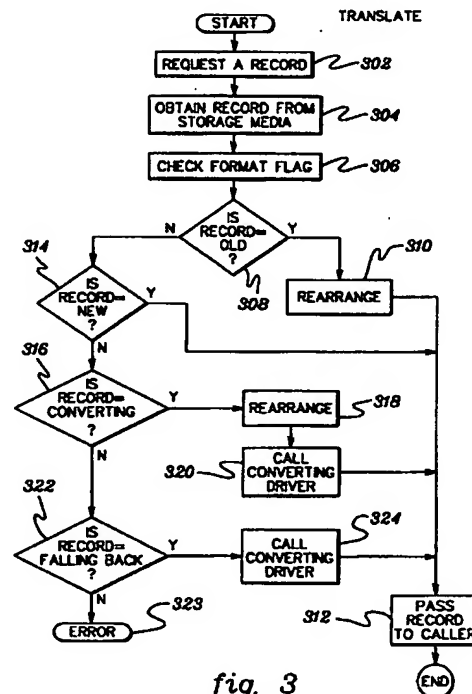 TRANSLATE
START
REQUEST A RECORD
302
OBTAIN RECORD FROM
STORAGE MEDIA
304
CHECK FORMAT FLAG
306
N
IS
RECORD=
OLD
?
Y
308
310
REARRANGE
314
IS
RECORD=
NEW
?
Y
N
316
IS
RECORD=
CONVERTING
?
Y
N
REARRANGE
318
320
CALL
CONVERTING
DRIVER
322
IS
RECORD=
FALLING BACK
?
Y
N
324
CALL
CONVERTING
DRIVER
ERROR
323
312
PASS
RECORD
TO CALLER
END
fig. 3